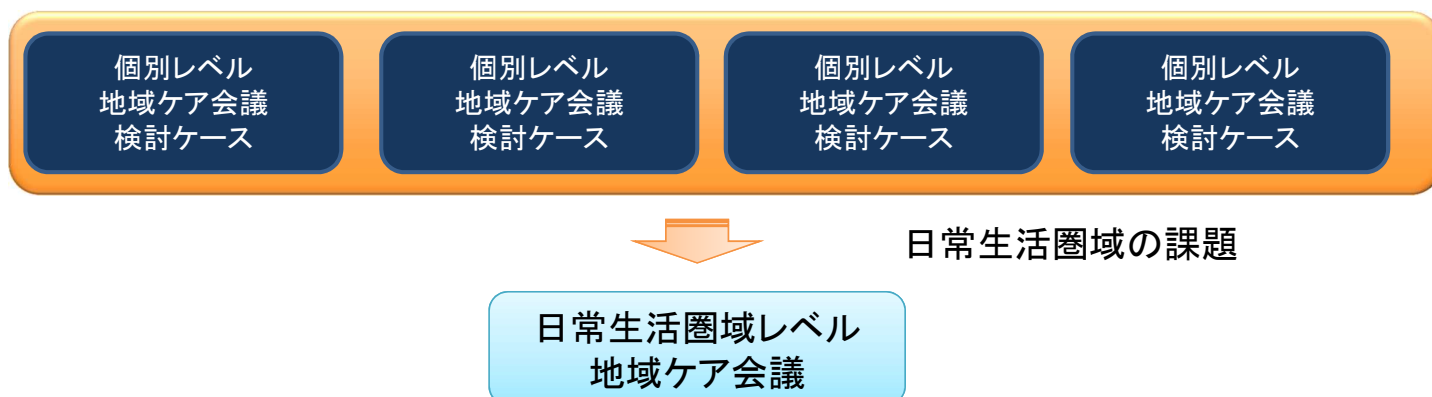 個別レベル
地域ケア会議
検討ケース
個別レベル
地域ケア会議
検討ケース
個別レベル
地域ケア会議
検討ケース
個別レベル
地域ケア会議
検討ケース
日常生活圏域の課題
日常生活圏域レベル
地域ケア会議